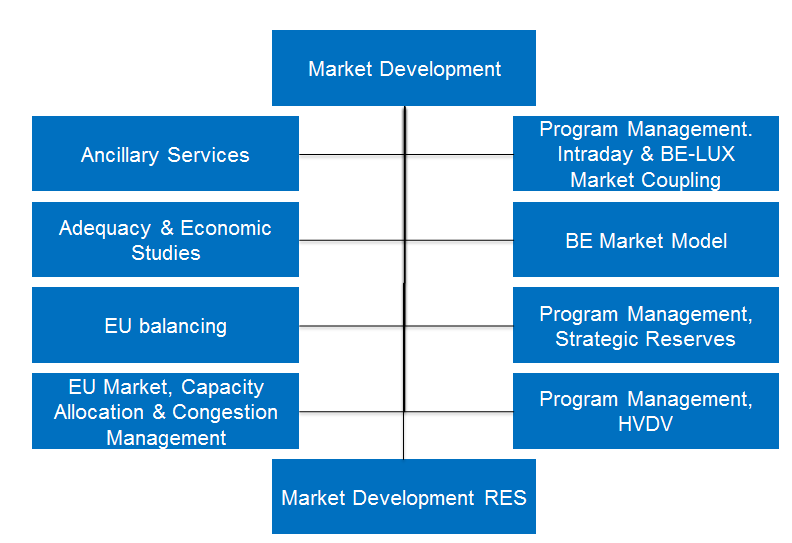 Market Development
Ancillary Services
Program Management.
Intraday & BE-LUX
Market Coupling
Adequacy & Economic
Studies
BE Market Model
EU balancing
Program Management,
Strategic Reserves
EU Market, Capacity
Allocation & Congestion
Management
Program Management,
HVDV
Market Development RES